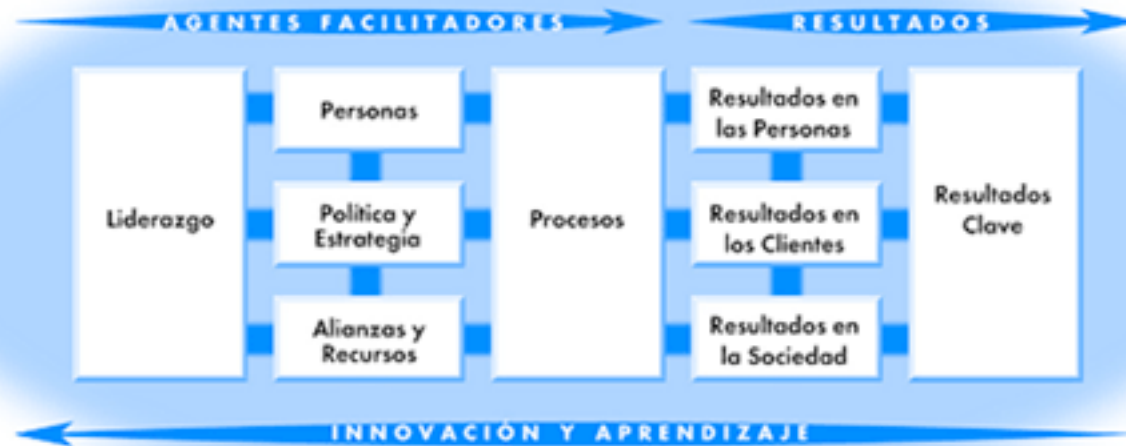 AGENTES FACILITADORES
RESULTADOS
Liderazgo
Personas
Política y
Estrategía
Alianzas y
Recursos
Procesos
Resultados en
las Personas
Resultados en
los Clientes
Resultados en
la Sociedad
Resultados
Clave
INNOVACIÓN Y APRENDIZAJE